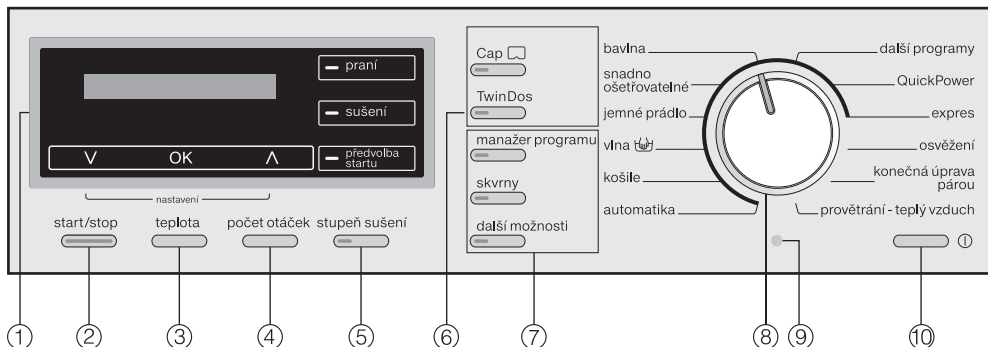 praní
sušení
předvolba
startu
OK
nastavení
start/stop
teplota
počet otáček
stupeň sušení
Cap
TwinDos
manažer programu
skvrny
další možnosti
bavlna
snadno
ošetřovatelné
jemné prádlo
vlna
košile
automatika
další programy
QuickPower
expres
osvěžení
konečná úprava
párou
provětrání - teplý vzduch
① ② ③ ④ ⑤ ⑥ ⑦ ⑧ ⑨ ⑩